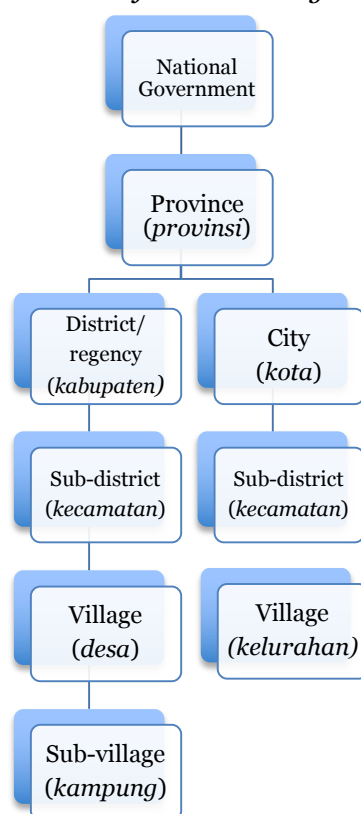 National
Government
Province
(provinsi)
District/
regency
(kabupaten)
City
(kota)
Sub-district
(kecamatan)
Sub-district
(kecamatan)
Village
(desa)
Village
(kelurahan)
Sub-village
(kampung)